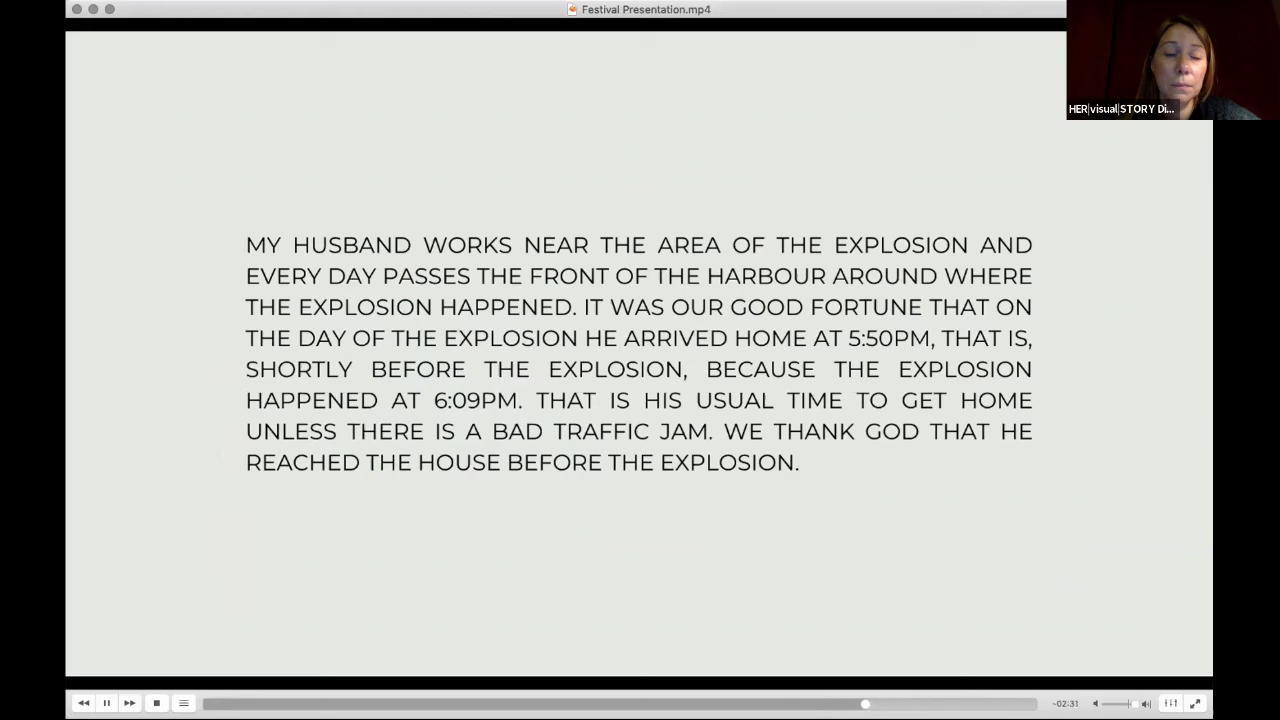 Festival Presentation.mp4
HER|visual|STORY Di...
MY HUSBAND WORKS NEAR THE AREA OF THE EXPLOSION AND
EVERY DAY PASSES THE FRONT OF THE HARBOUR AROUND WHERE
THE EXPLOSION HAPPENED. IT WAS OUR GOOD FORTUNE THAT ON
THE DAY OF THE EXPLOSION HE ARRIVED HOME AT 5:50PM, THAT IS,
SHORTLY BEFORE THE EXPLOSION, BECAUSE THE EXPLOSION
HAPPENED AT 6:09PM. THAT IS HIS USUAL TIME TO GET HOME
UNLESS THERE IS A BAD TRAFFIC JAM. WE THANK GOD THAT HE
REACHED THE HOUSE BEFORE THE EXPLOSION.
-02:31